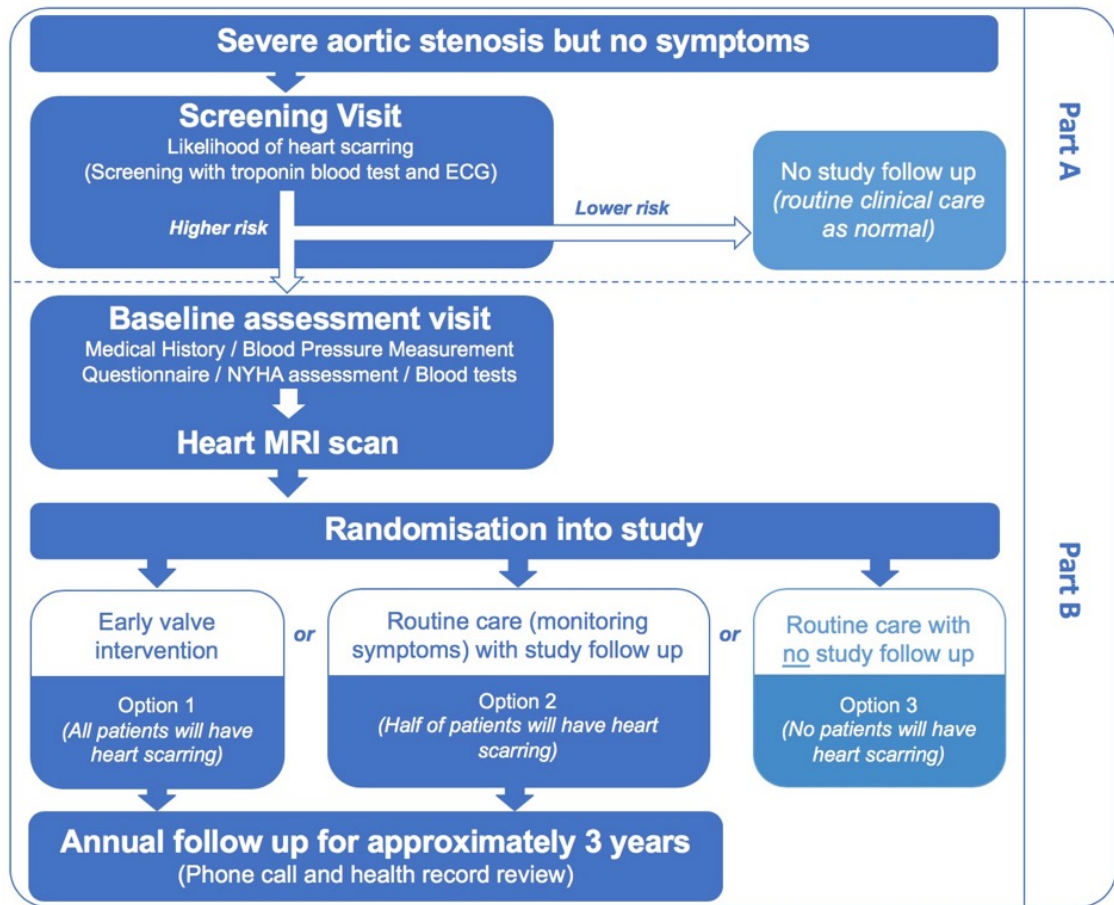 Severe aortic stenosis but no symptoms
Screening Visit
Likelihood of heart scarring
(Screening with troponin blood test and ECG)
Higher risk
Lower risk
No study follow up
(routine clinical care
as normal)
Part A
Baseline assessment visit
Medical History / Blood Pressure Measurement
Questionnaire / NYHA assessment / Blood tests
Heart MRI scan
Randomisation into study
Early valve
intervention
Option 1
(All patients will have
heart scarring)
or
Routine care (monitoring
symptoms) with study follow up
Option 2
(Half of patients will have heart
scarring)
or
Routine care with
no study follow up
Option 3
(No patients will have
heart scarring)
Part B
Annual follow up for approximately 3 years
(Phone call and health record review)